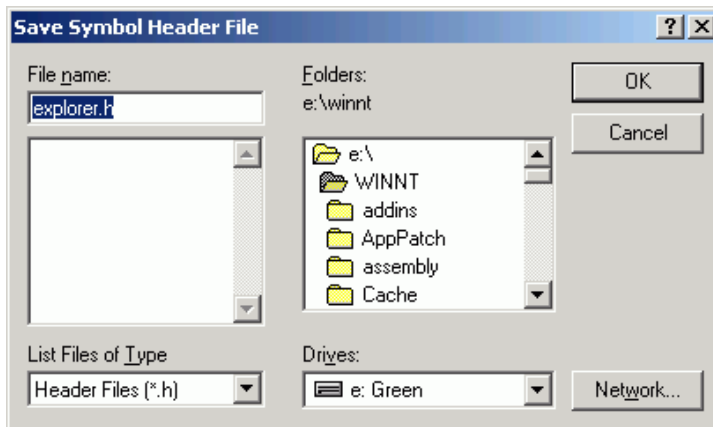 Save Symbol Header File
File name:
explorer.h
List Files of Type
Header Files (*.h)
Folders:
e:\winnt
e:\
WINNT
addins
AppPatch
assembly
Cache
Drives:
e: Green
OK
Cancel
Network...